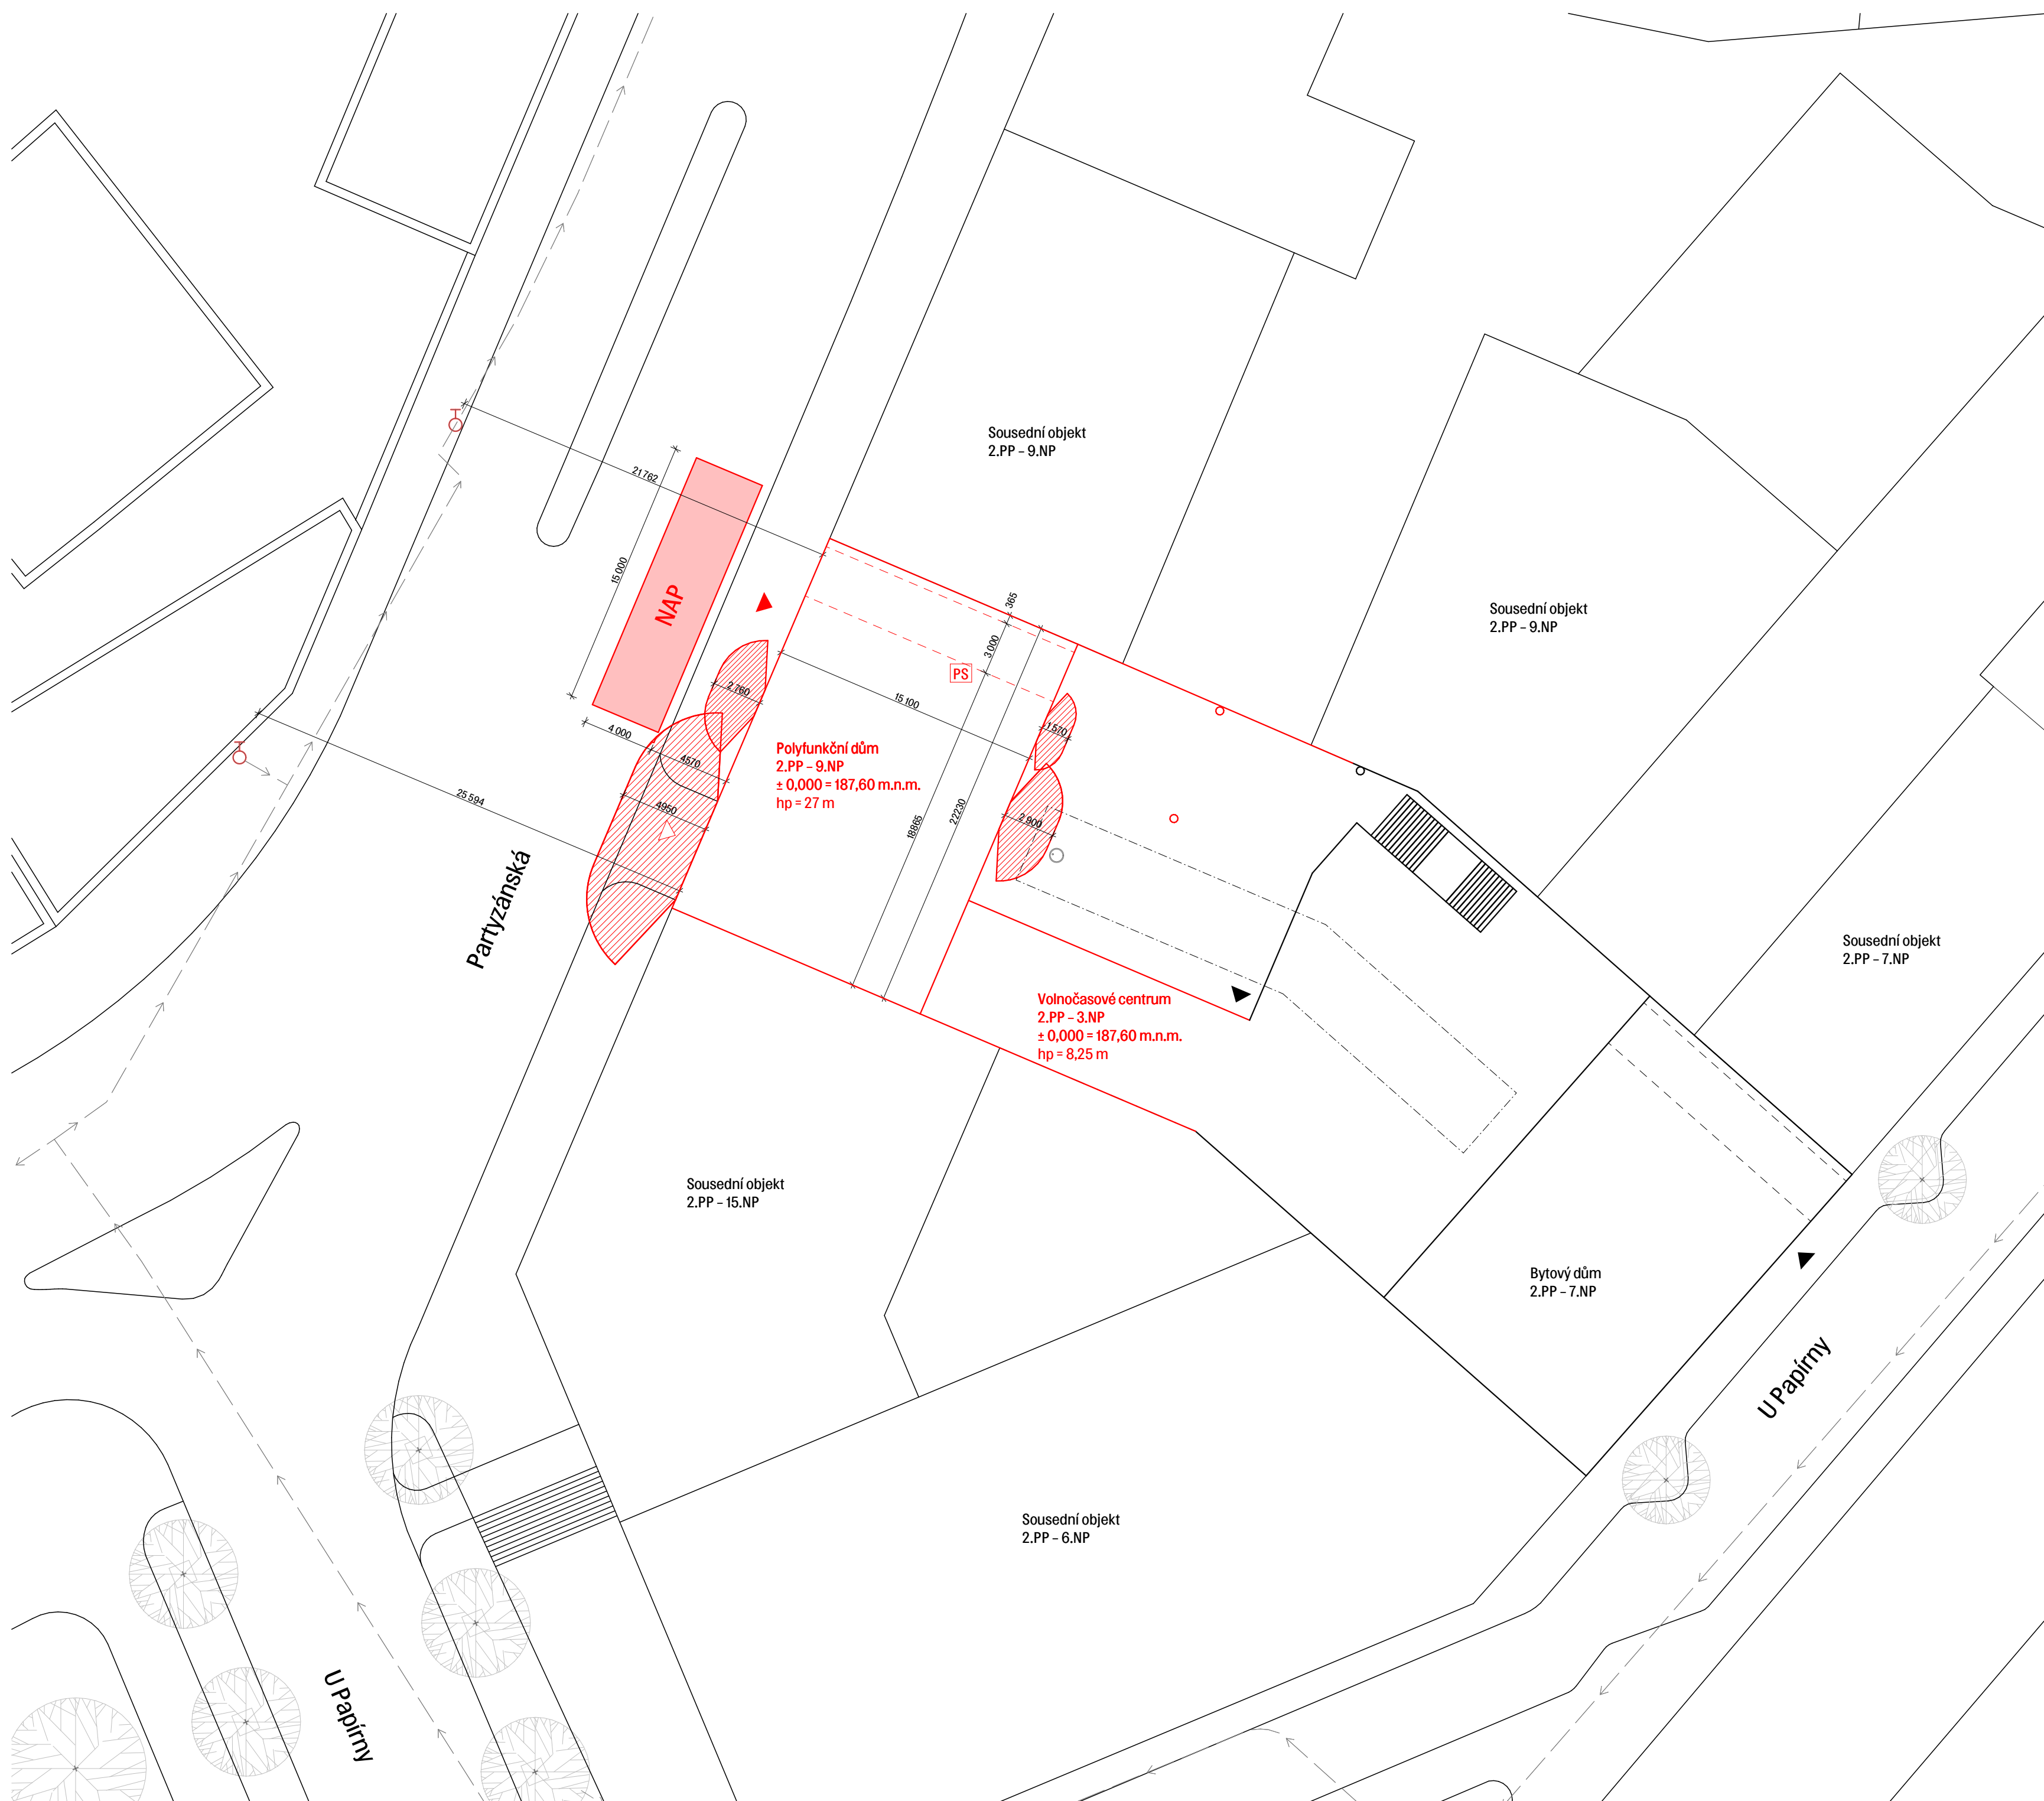 Sousední objekt
2.PP – 9.NP
21 762
15 000
NAP
365
3 000
PS
Sousední objekt
2.PP – 9.NP
2 760
15 100
1 570
4 000
4570
4950
Polyfunkční dům
2.PP – 9.NP
± 0,000 = 187,60 m.n.m.
hp = 27 m
25 594
18865
22230
2 900
Partyzánská
Sousední objekt
2.PP – 7.NP
Volnočasové centrum
2.PP – 3.NP
± 0,000 = 187,60 m.n.m.
hp = 8,25 m
Sousední objekt
2.PP – 15.NP
Bytový dům
2.PP – 7.NP
U Papírny
Sousední objekt
2.PP – 6.NP
U Papírny